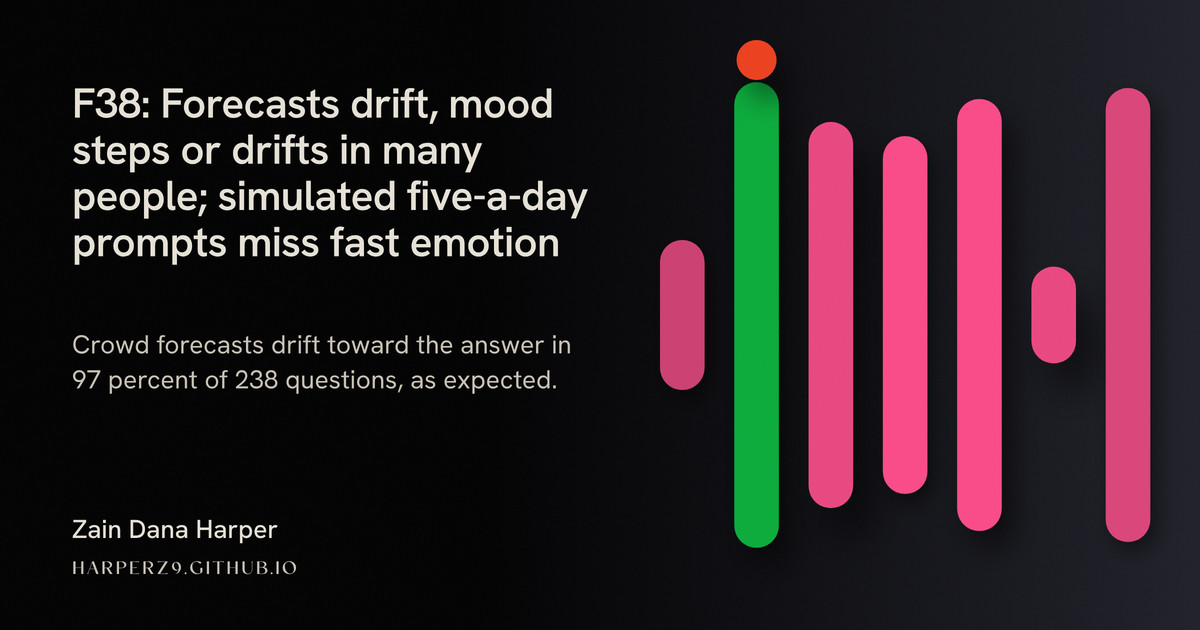 F38: Forecasts drift, mood
steps or drifts in many
people; simulated five-a-day
prompts miss fast emotion
Crowd forecasts drift toward the answer in
97 percent of 238 questions, as expected.
Zain Dana Harper
HARPERZ9.GITHUB.IO